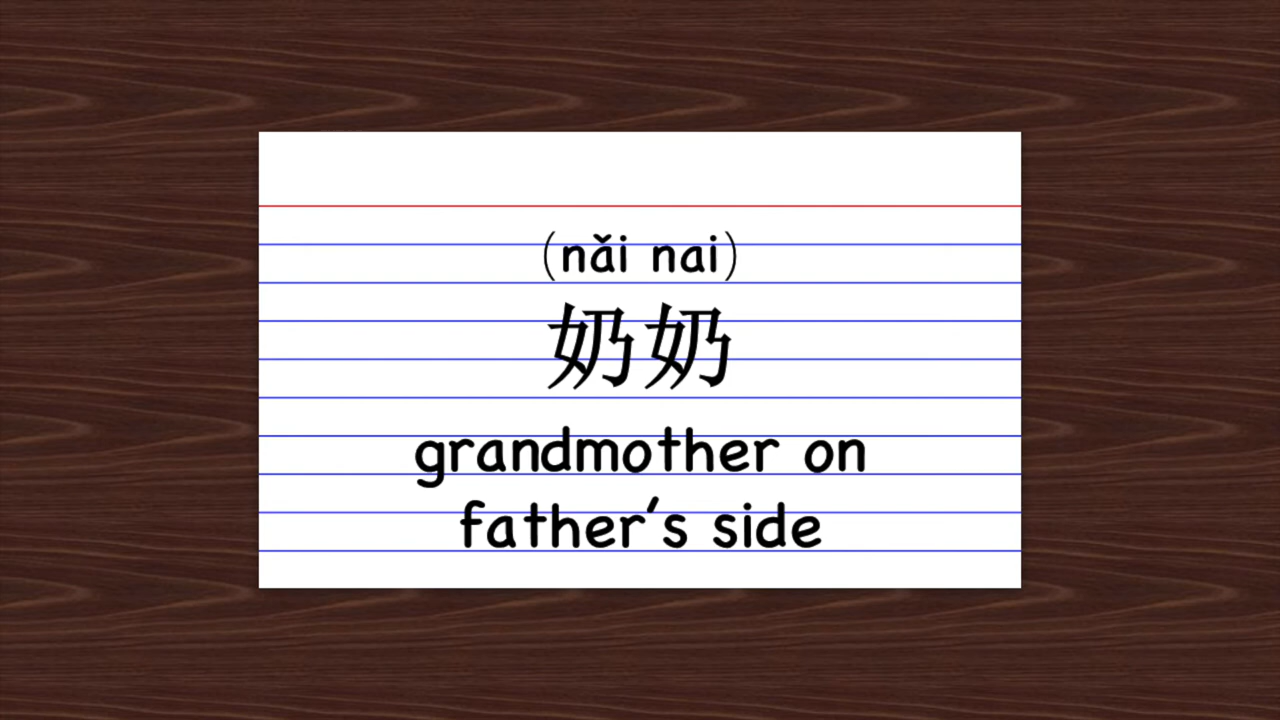 (nǎi nai)
奶奶
grandmother on
father's side